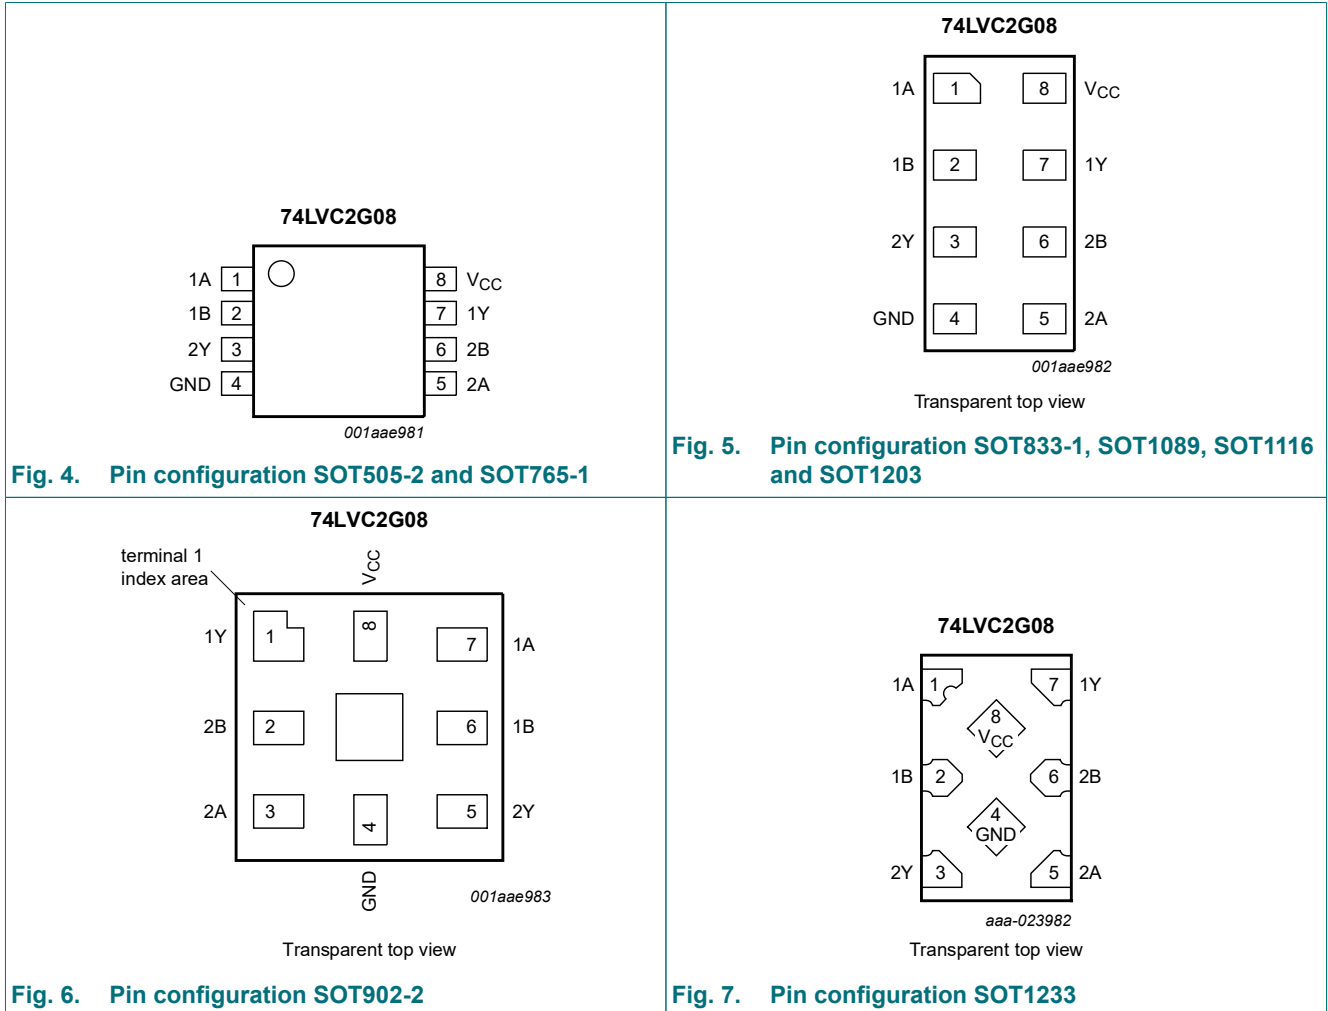 74LVC2G08
1A 1 8 VCC
1B 2 7 1Y
2Y 3 6 2B
GND 4 5 2A
001aae981
Fig. 4. Pin configuration SOT505-2 and SOT765-1
74LVC2G08
1A 1 8 VCC
1B 2 7 1Y
2Y 3 6 2B
GND 4 5 2A
001aae982
Transparent top view
Fig. 5. Pin configuration SOT833-1, SOT1089, SOT1116
and SOT1203
74LVC2G08
terminal 1
index area
VCC
1Y 1 8 7 1A
2B 2 6 1B
2A 3 4 5 2Y
GND
001aae983
Transparent top view
Fig. 6. Pin configuration SOT902-2
74LVC2G08
1A 1 7 1Y
8
VCC
1B 2 6 2B
4
GND
2Y 3 5 2A
aaa-023982
Transparent top view
Fig. 7. Pin configuration SOT1233